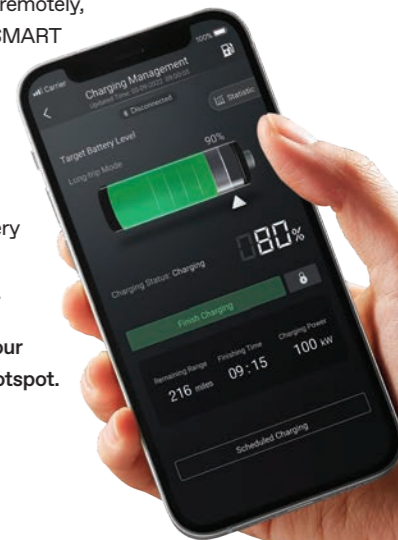 remotely,
SMART
ery
our
otspot.
Carrier
100%
Charging Management
Disconnected
Statistic
Target Battery Level
Long-trip Mode
90%
80%
Charging Status: Charging
Finish Charging
Remaining Range
Finishing Time
Charging Power
216 miles
09:15
100 kW
Scheduled Charging